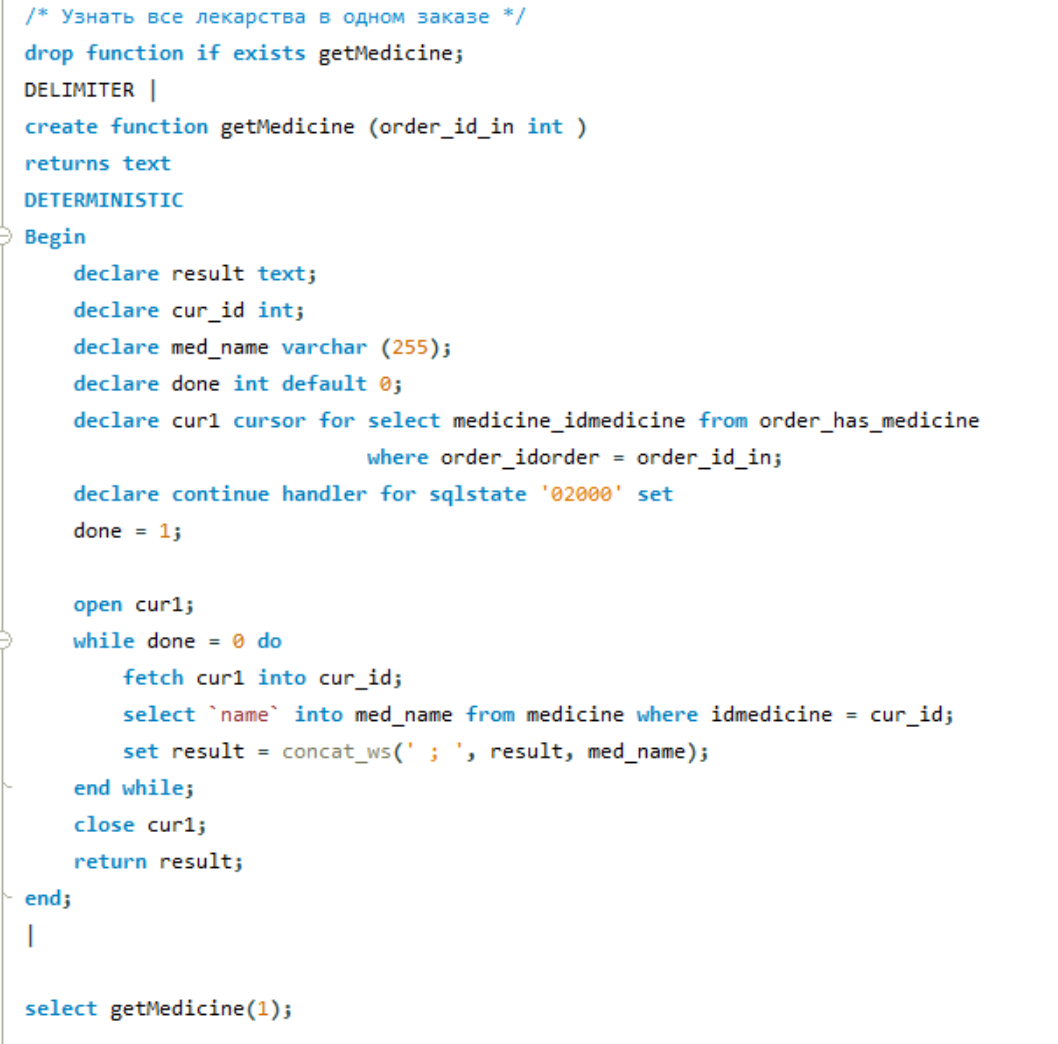 /* Узнать все лекарства в одном заказе */
drop function if exists getMedicine;
DELIMITER |
create function getMedicine (order_id_in int )
returns text
DETERMINISTIC
Begin
    declare result text;
    declare cur_id int;
    declare med_name varchar (255);
    declare done int default 0;
    declare cur1 cursor for select medicine_idmedicine from order_has_medicine
                            where order_idorder = order_id_in;
    declare continue handler for sqlstate '02000' set
    done = 1;

    open cur1;
    while done = 0 do
        fetch cur1 into cur_id;
        select `name` into med_name from medicine where idmedicine = cur_id;
        set result = concat_ws(' ; ', result, med_name);
    end while;
    close cur1;
    return result;
end;
|

select getMedicine(1);